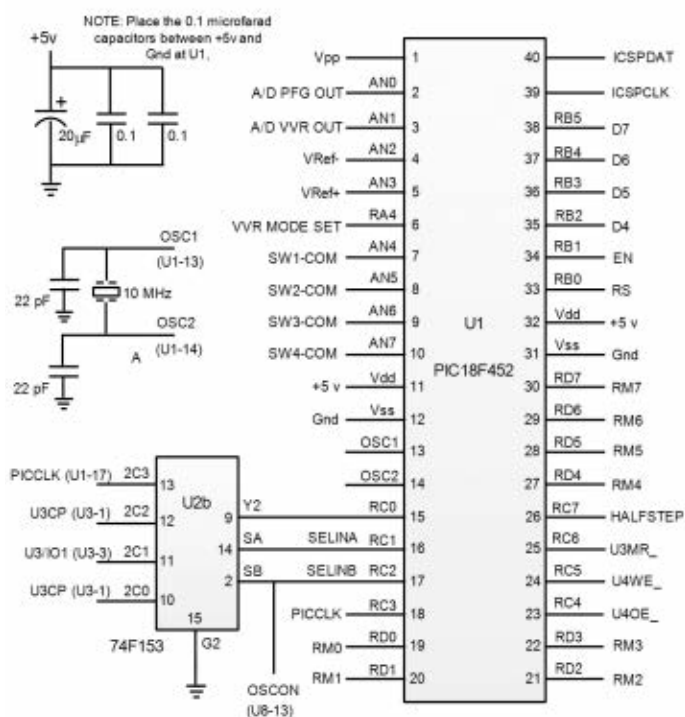 NOTE: Place the 0.1 microfarad
capacitors between +5v and
Gnd at U1.
+5v
+
20µF
0.1
0.1
OSC1
(U1-13)
22 pF
10 MHz
OSC2
(U1-14)
A
22 pF
PICCLK (U1-17) 2C3 13
U3CP (U3-1) 2C2 12
U3/IO1 (U3-3) 2C1 11
U3CP (U3-1) 2C0 10
U2b
9 Y2
14 SA SELINA
2 SB SELINB
15
G2
74F153
OSCON
(U8-13)
U1
PIC18F452
Vpp 1
A/D PFG OUT AN0 2
A/D VVR OUT AN1 3
VRef- AN2 4
VRef+ AN3 5
VVR MODE SET RA4 6
SW1-COM AN4 7
SW2-COM AN5 8
SW3-COM AN6 9
SW4-COM AN7 10
+5 v Vdd 11
Gnd Vss 12
OSC1 13
OSC2 14
RC0 15
RC1 16
RC2 17
PICCLK RC3 18
RM0 RD0 19
RM1 RD1 20
40 ICSPDAT
39 ICSPCLK
38 RB5 D7
37 RB4 D6
36 RB3 D5
35 RB2 D4
34 RB1 EN
33 RB0 RS
32 Vdd +5 v
31 Vss Gnd
30 RD7 RM7
29 RD6 RM6
28 RD5 RM5
27 RD4 RM4
26 RC7 HALFSTEP
25 RC6 U3MR_
24 RC5 U4WE_
23 RC4 U4OE_
22 RD3 RM3
21 RD2 RM2